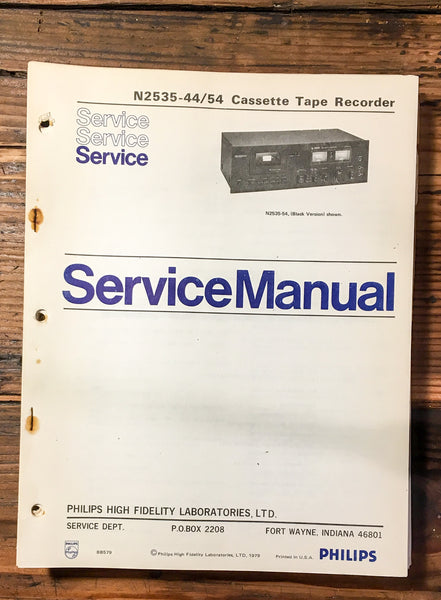 N2535-44/54 Cassette Tape Recorder
Service
Service
Service
N2535-54, (Black Version) shown.
ServiceManual
PHILIPS HIGH FIDELITY LABORATORIES, LTD.
SERVICE DEPT. P.O.BOX 2208 FORT WAYNE, INDIANA 46801
6B579 ©Philips High Fidelity Laboratories, LTD, 1979 Printed in U.S.A. PHILIPS